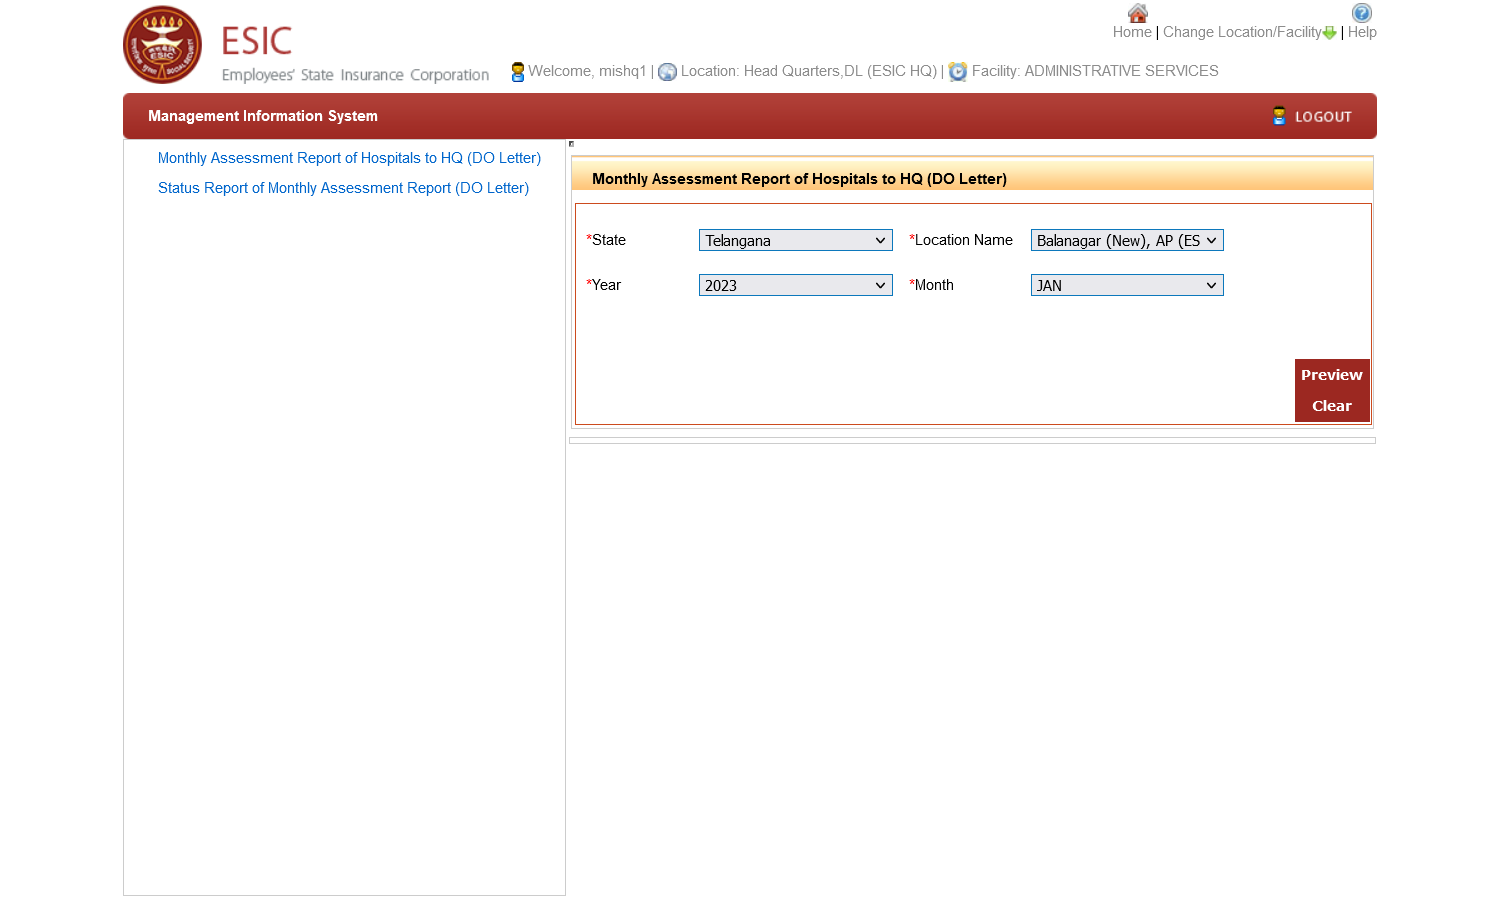 Home | Change Location/Facility | Help
ESIC
Employees' State Insurance Corporation
Welcome, mishq1 | Location: Head Quarters,DL (ESIC HQ) | Facility: ADMINISTRATIVE SERVICES
Management Information System
LOGOUT
Monthly Assessment Report of Hospitals to HQ (DO Letter)
Status Report of Monthly Assessment Report (DO Letter)
Monthly Assessment Report of Hospitals to HQ (DO Letter)
*State Telangana *Location Name Balanagar (New), AP (ES
*Year 2023 *Month JAN
Preview
Clear